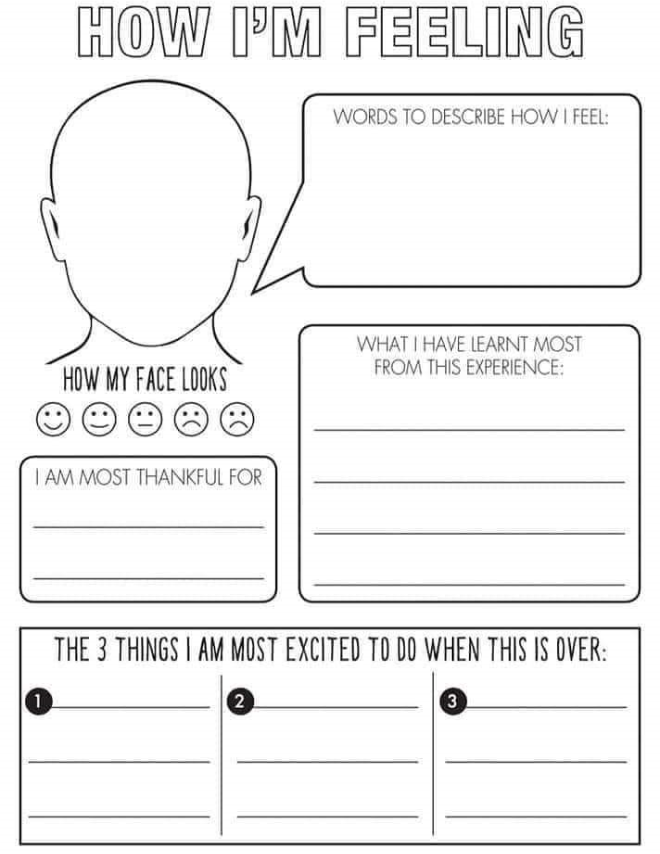 HOW I'M FEELING
WORDS TO DESCRIBE HOW I FEEL:
HOW MY FACE LOOKS
WHAT I HAVE LEARNT MOST
FROM THIS EXPERIENCE:
I AM MOST THANKFUL FOR
THE 3 THINGS I AM MOST EXCITED TO DO WHEN THIS IS OVER:
1
2
3